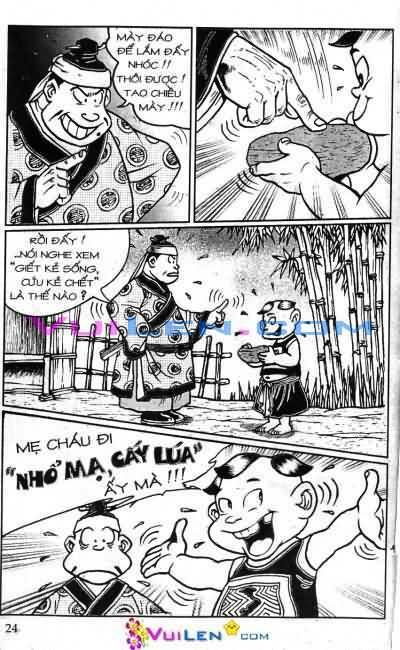 MÀY ĐÁO
ĐỂ LẮM ĐẤY
NHÓC!!
THÔI ĐƯỢC!
TAO CHIỀU
MÀY!!!
RỒI ĐẤY!
..NÓI NGHE XEM
"GIẾT KẺ SỐNG,
CỨU KẺ CHẾT"
LÀ THẾ NÀO?
VUILEN.COM
MẸ CHÁU ĐI
"NHỔ MẠ, CẤY LÚA"
ẤY MÀ!!!
24
VUILEN.COM